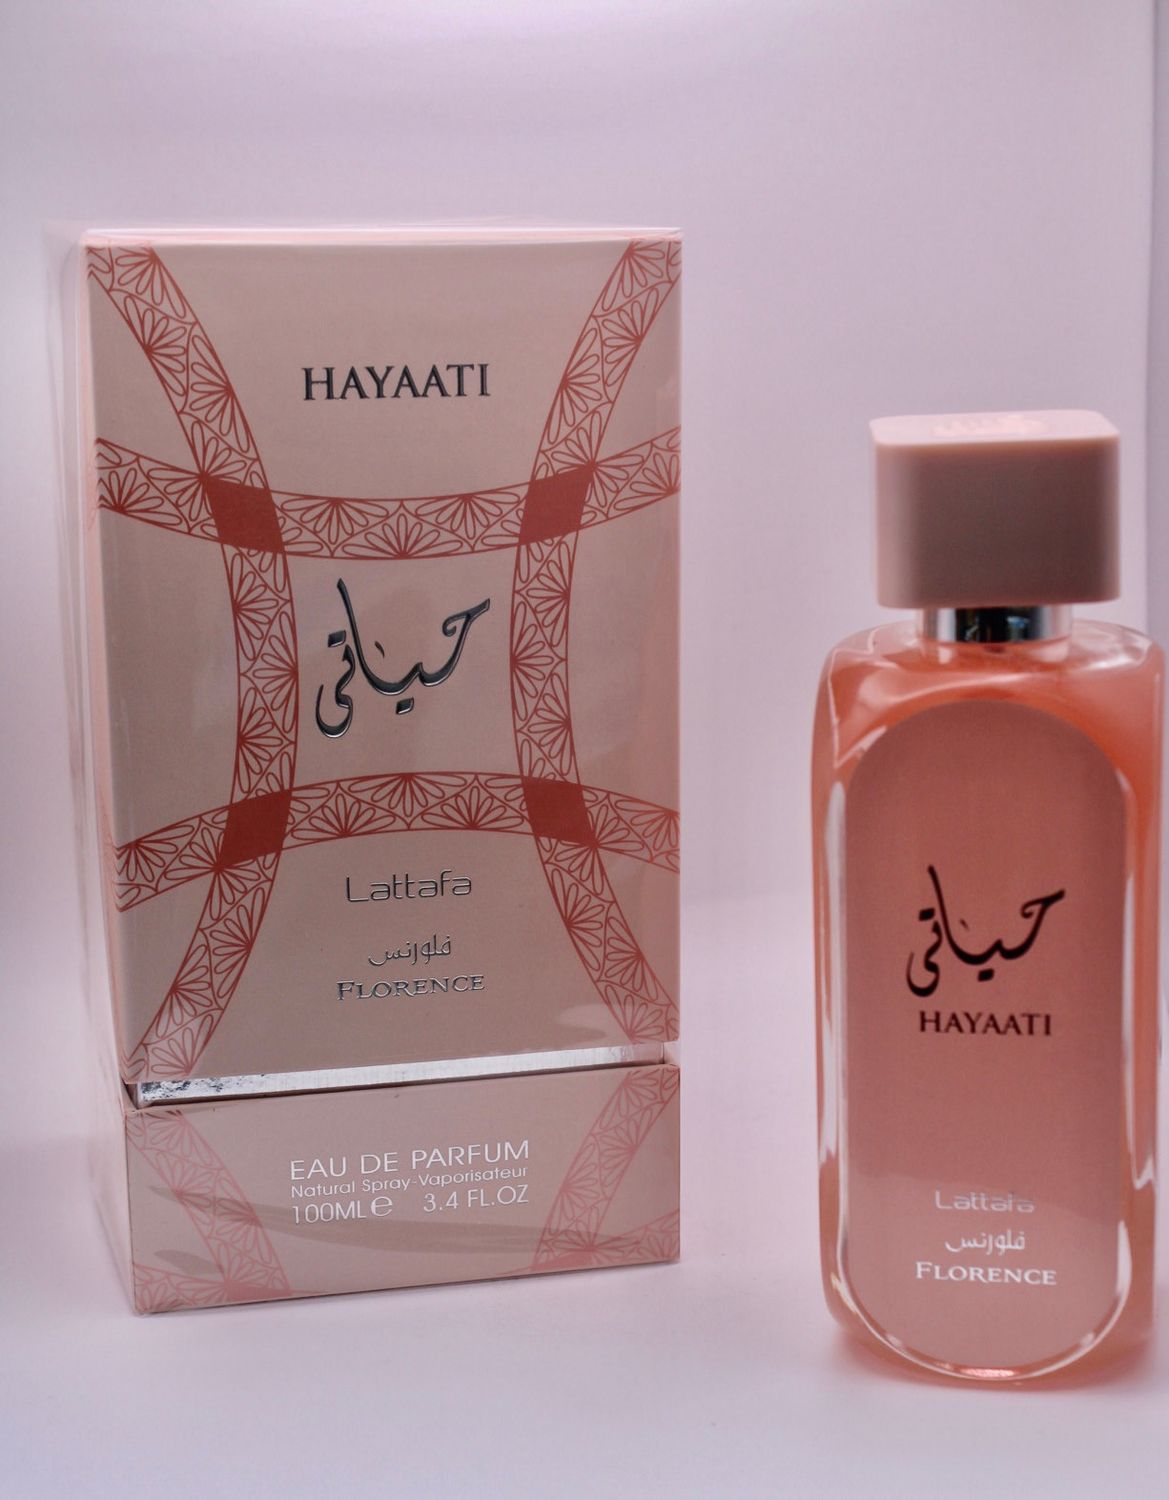 HAYAATI
حياتي
Lattafa
فلورنس
FLORENCE
EAU DE PARFUM
Natural Spray-Vaporisateur
100ML℮ 3.4 FL.OZ
حياتي
HAYAATI
Lattafa
فلورنس
FLORENCE